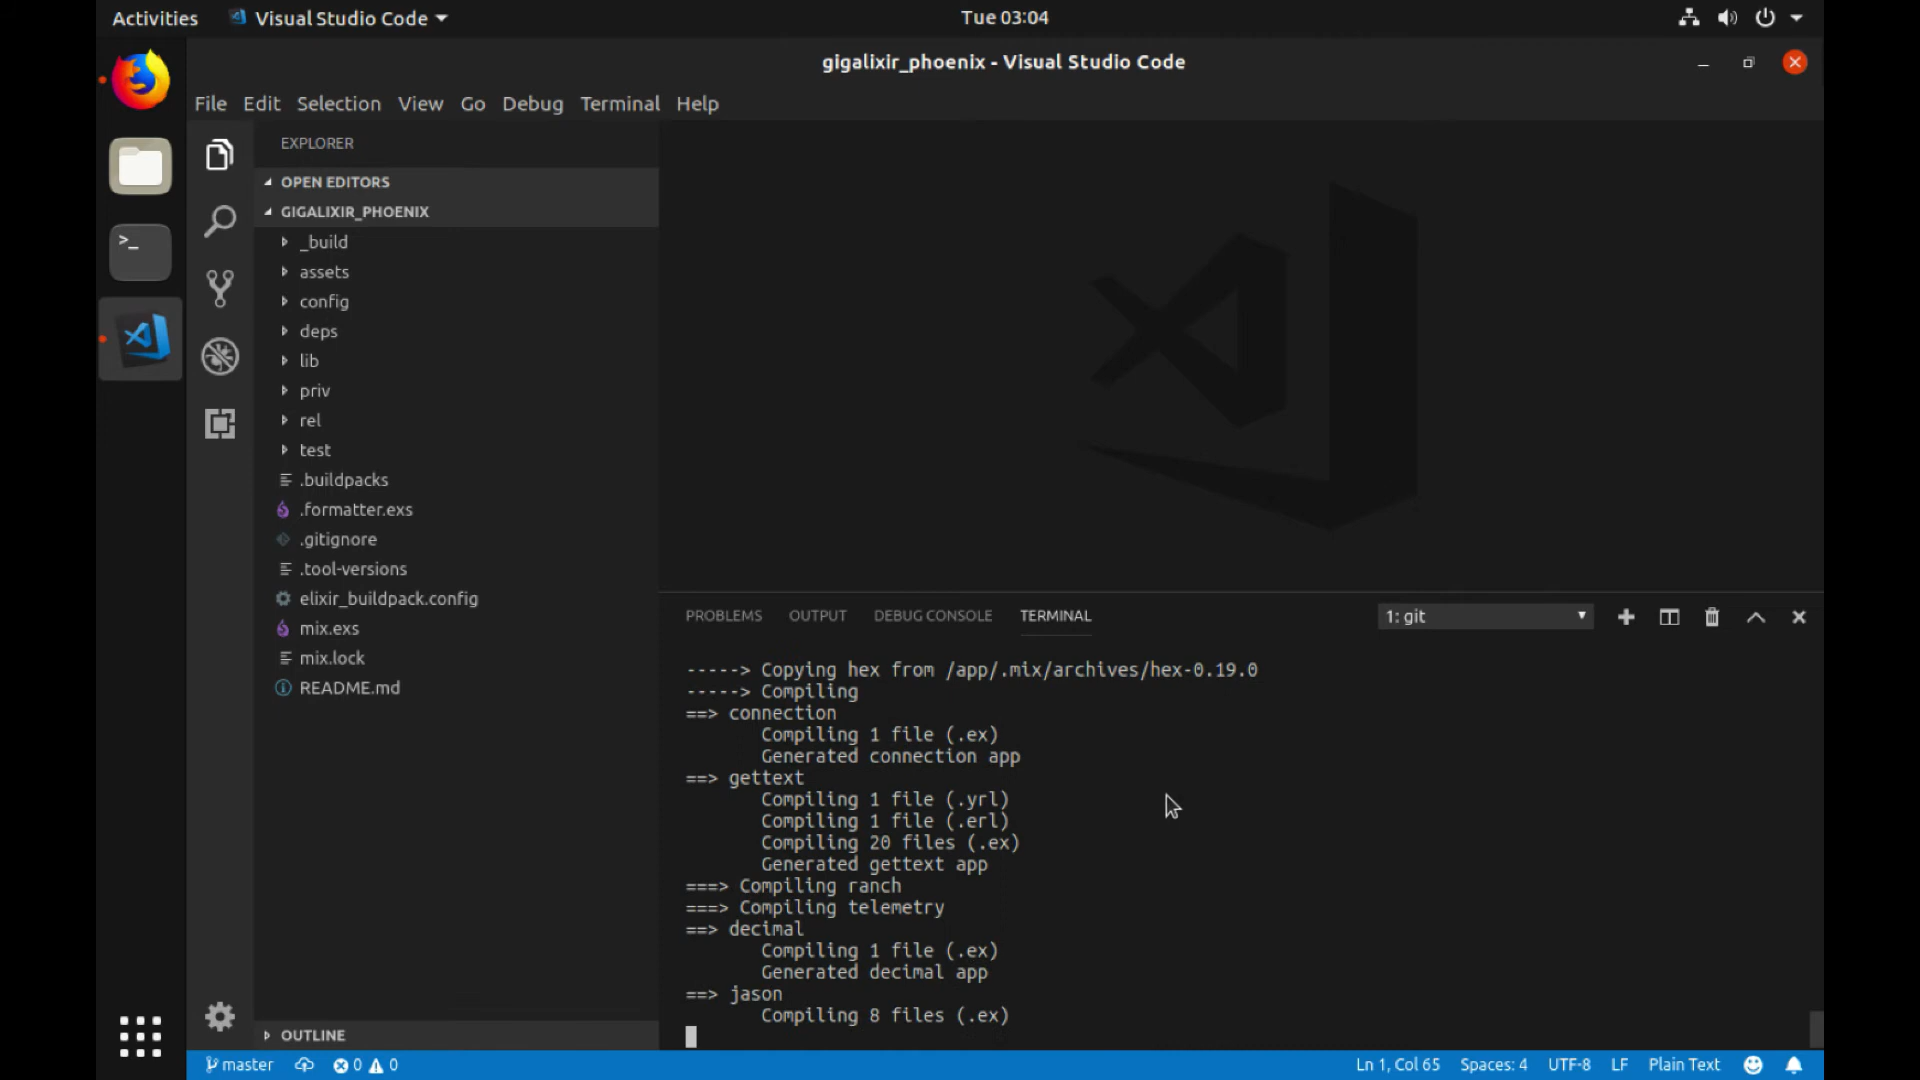 Activities
Visual Studio Code
Tue 03:04
gigalixir_phoenix - Visual Studio Code
File Edit Selection View Go Debug Terminal Help
EXPLORER
OPEN EDITORS
GIGALIXIR_PHOENIX
_build
assets
config
deps
lib
priv
rel
test
.buildpacks
.formatter.exs
.gitignore
.tool-versions
elixir_buildpack.config
mix.exs
mix.lock
README.md
OUTLINE
PROBLEMS OUTPUT DEBUG CONSOLE TERMINAL
1: git
-----> Copying hex from /app/.mix/archives/hex-0.19.0
-----> Compiling
==> connection
Compiling 1 file (.ex)
Generated connection app
==> gettext
Compiling 1 file (.yrl)
Compiling 1 file (.erl)
Compiling 20 files (.ex)
Generated gettext app
===> Compiling ranch
===> Compiling telemetry
==> decimal
Compiling 1 file (.ex)
Generated decimal app
==> jason
Compiling 8 files (.ex)
master
0 0
Ln 1, Col 65
Spaces: 4
UTF-8
LF
Plain Text